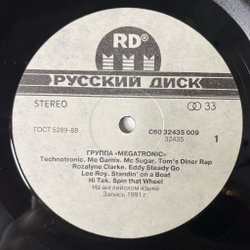 RD®
РУССКИЙ ДИСК
STEREO 33
ГОСТ 5289-88 С60 32435.009
32435
1
ГРУППА «MEGATRONIC»
Technotronic. Me Gamix. Mc Sugar. Tom's Diner Rap
Rozalyne Clarke. Eddy Steady Go
Lee Roy. Standin' on a Boat
Hi Tek. Spin that Wheel
На английском языке
Запись 1991 г.